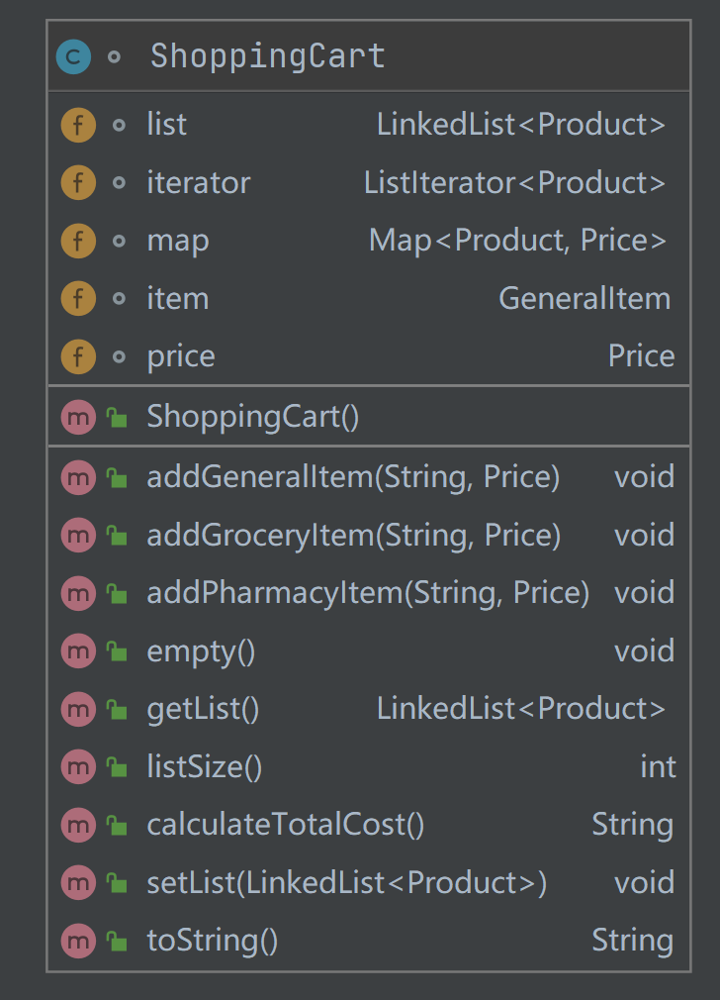 C ShoppingCart
f list LinkedList<Product>
f iterator ListIterator<Product>
f map Map<Product, Price>
f item GeneralItem
f price Price
m ShoppingCart()
m addGeneralItem(String, Price) void
m addGroceryItem(String, Price) void
m addPharmacyItem(String, Price) void
m empty() void
m getList() LinkedList<Product>
m listSize() int
m calculateTotalCost() String
m setList(LinkedList<Product>) void
m toString() String